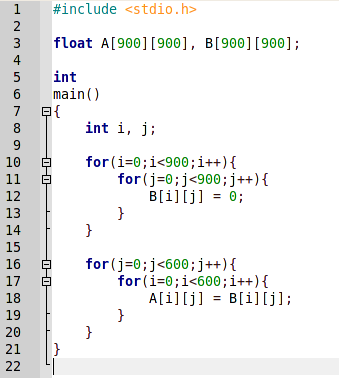 1 #include <stdio.h>
2
3 float A[900][900], B[900][900];
4
5 int
6 main()
7 {
8     int i, j;
9
10     for(i=0;i<900;i++){
11         for(j=0;j<900;j++){
12             B[i][j] = 0;
13         }
14     }
15
16     for(j=0;j<600;j++){
17         for(i=0;i<600;i++){
18             A[i][j] = B[i][j];
19         }
20     }
21 }
22